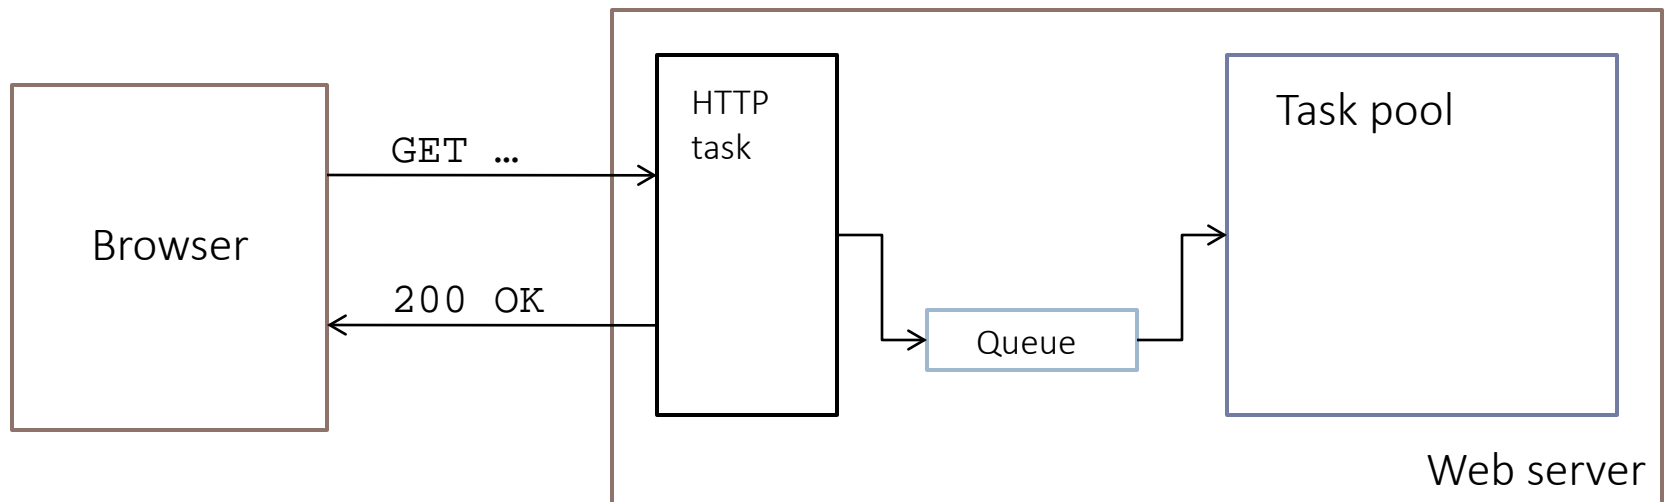 HTTP
task
Task pool
GET …
Browser
200 OK
Queue
Web server